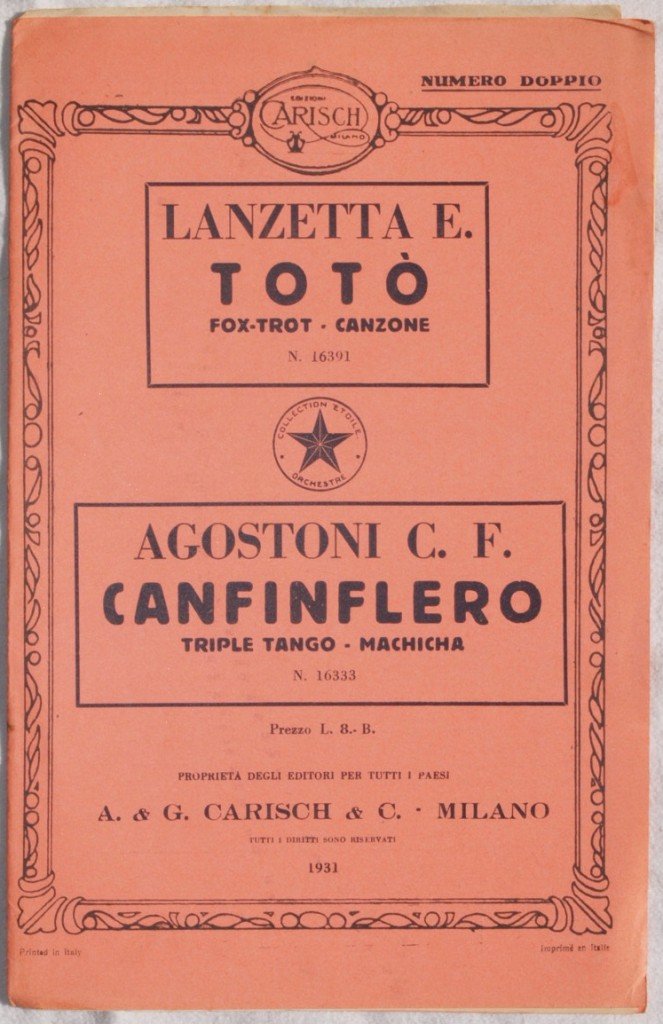 NUMERO DOPPIO
EDIZIONI
CARISCH
MILANO
LANZETTA E.
TOTÒ
FOX-TROT - CANZONE
N. 16391
COLLECTION ETOILE
ORCHESTRE
AGOSTONI C. F.
CANFINFLERO
TRIPLE TANGO - MACHICHA
N. 16333
Prezzo L. 8.- B.
PROPRIETÀ DEGLI EDITORI PER TUTTI I PAESI
A. & G. CARISCH & C. - MILANO
TUTTI I DIRITTI SONO RISERVATI
1931
Printed in Italy
Imprimé en Italie